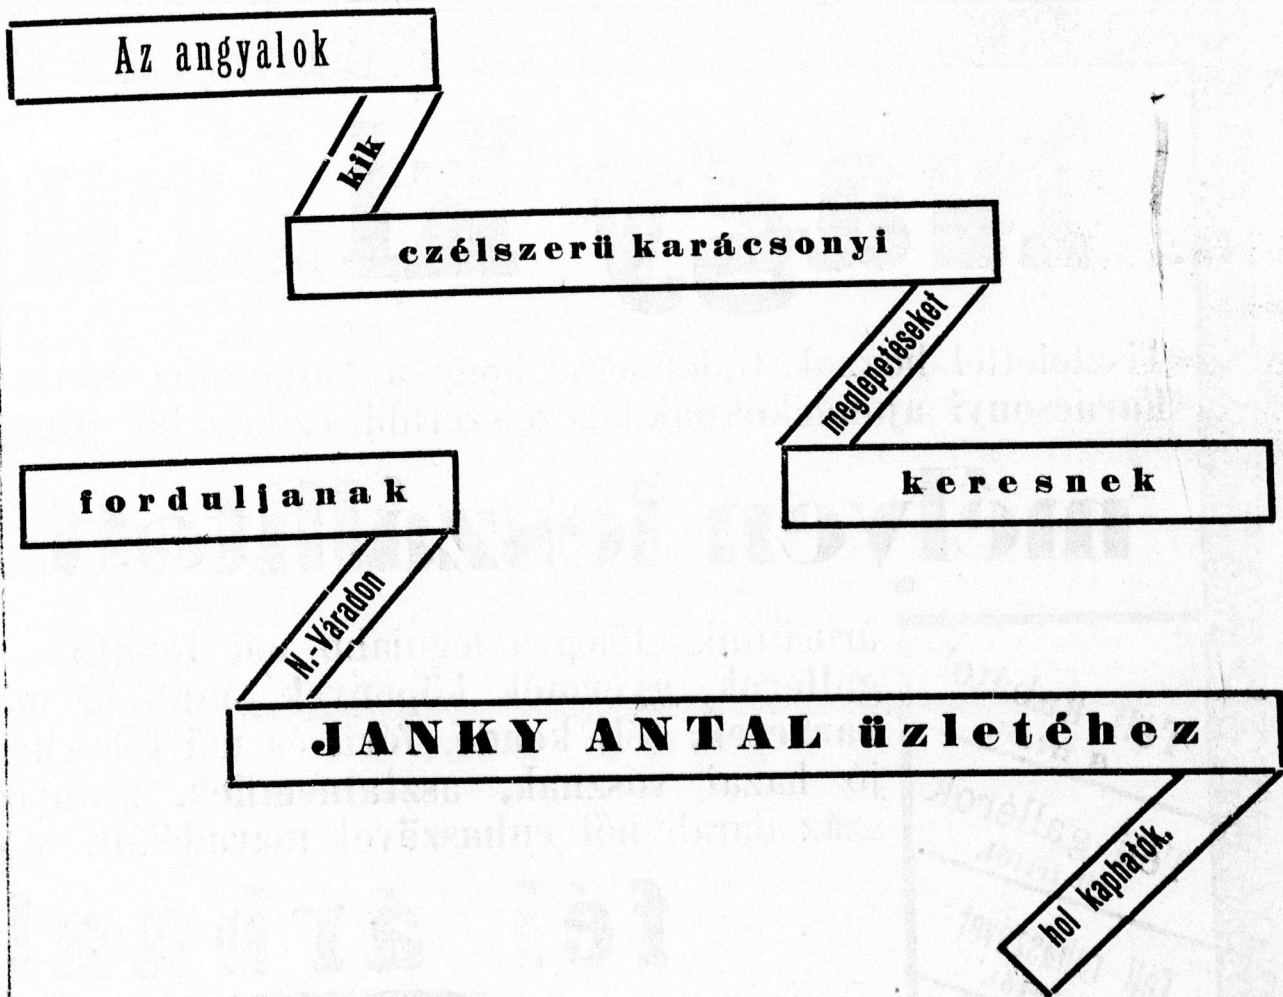 Az angyalok
kik
czélszerü karácsonyi
meglepetéseket
keresnek
forduljanak
N.-Váradon
JANKY ANTAL üzletéhez
hol kaphatók.